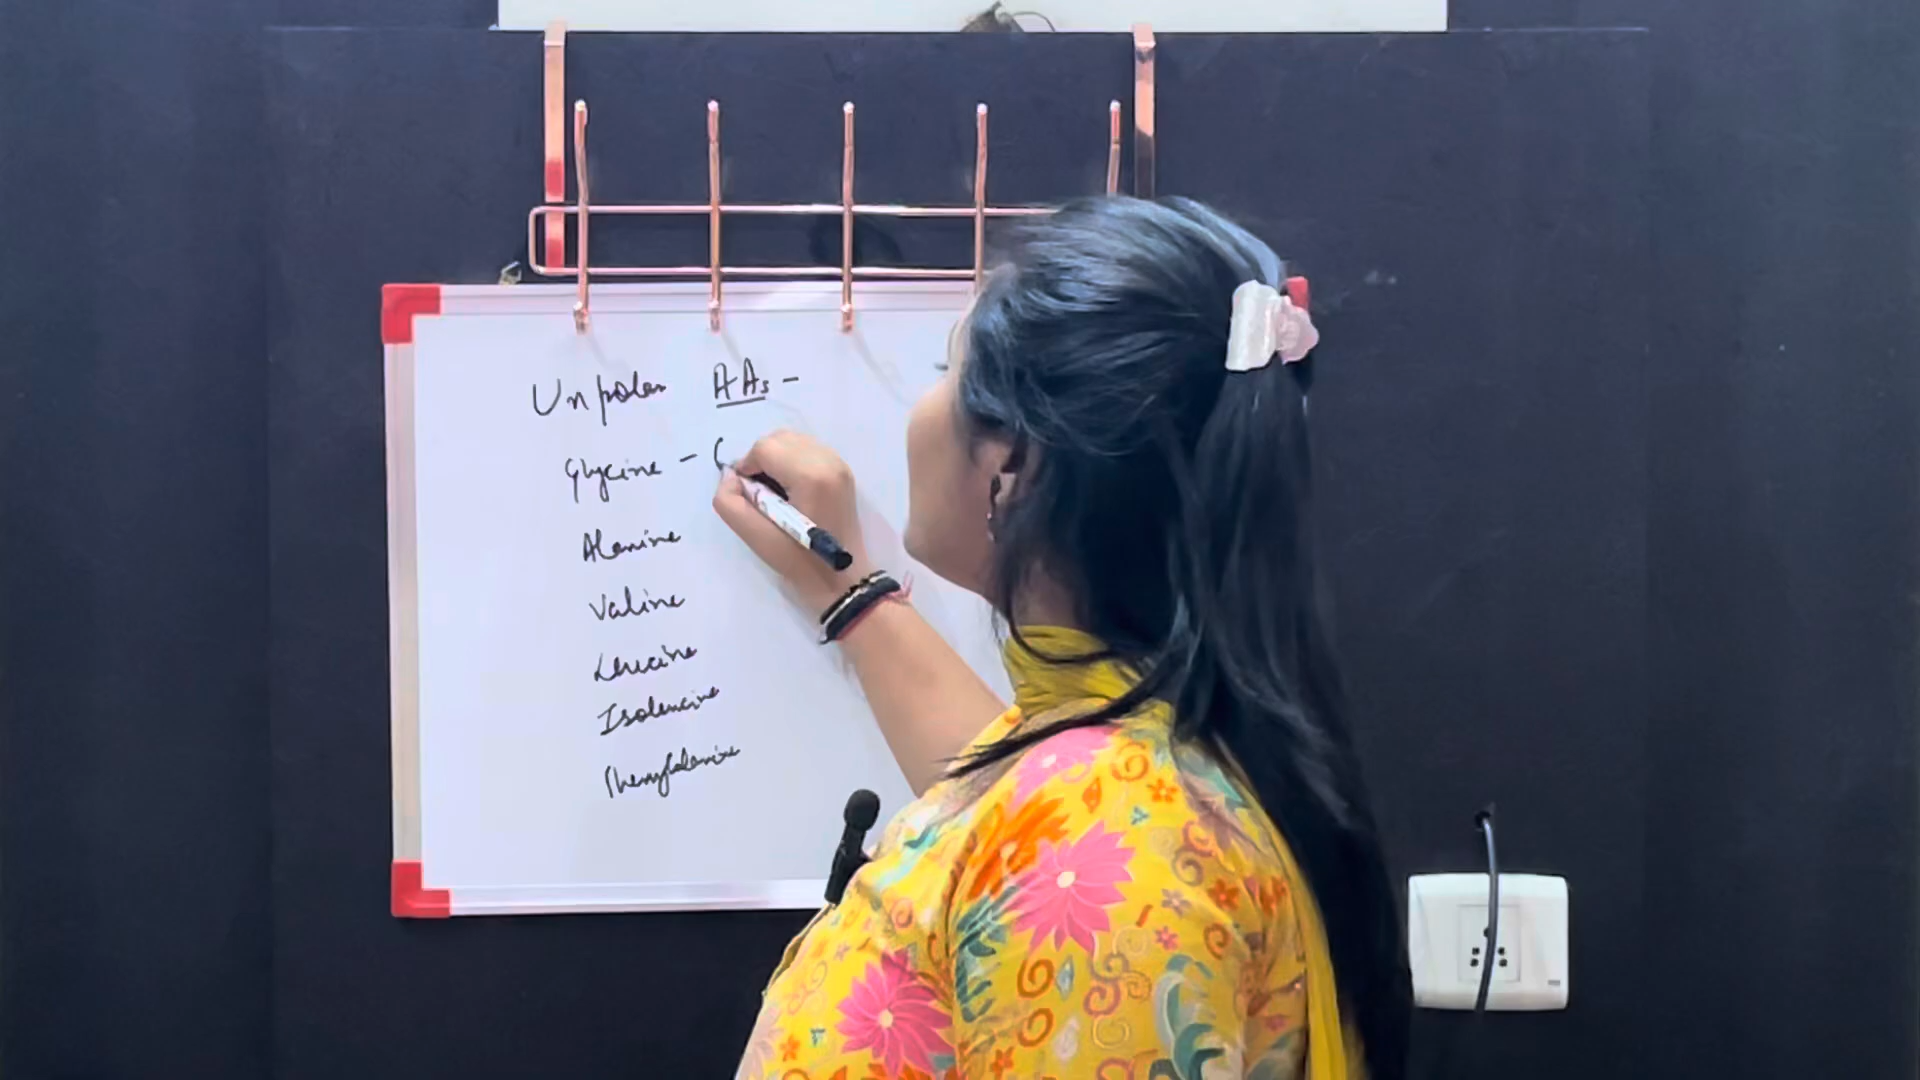 Unpolar AAs -
Glycine - (
Alanine
Valine
Leucine
Isoleucine
Phenylalanine